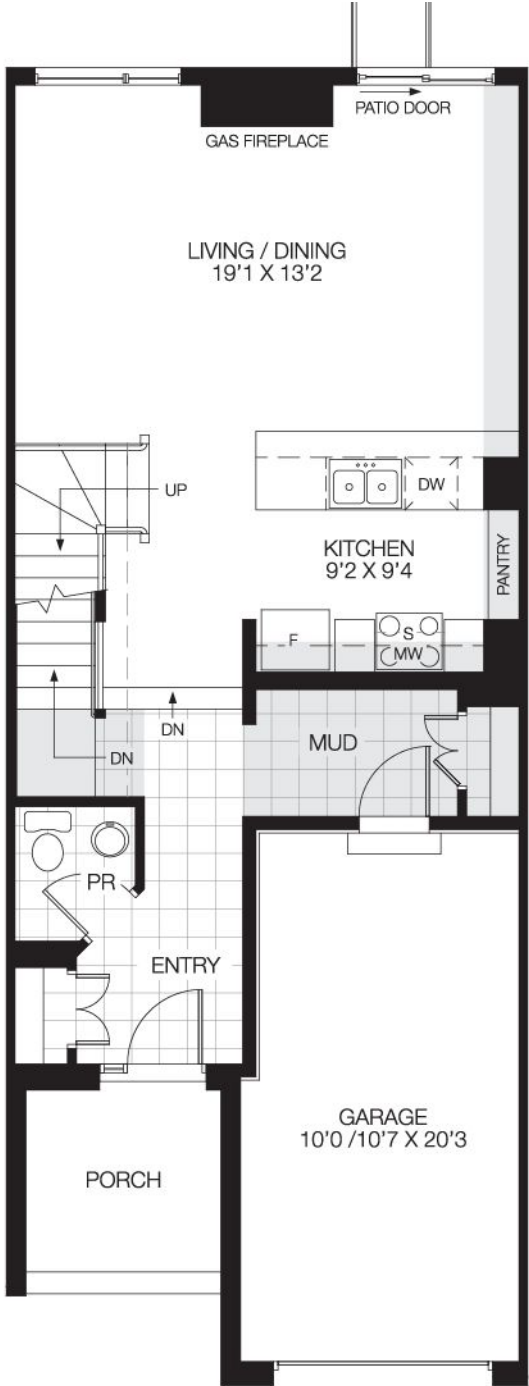 PATIO DOOR
GAS FIREPLACE
LIVING / DINING
19'1 X 13'2
UP
DW
KITCHEN
9'2 X 9'4
PANTRY
F
S
MW
DN
MUD
DN
PR
ENTRY
GARAGE
10'0 /10'7 X 20'3
PORCH